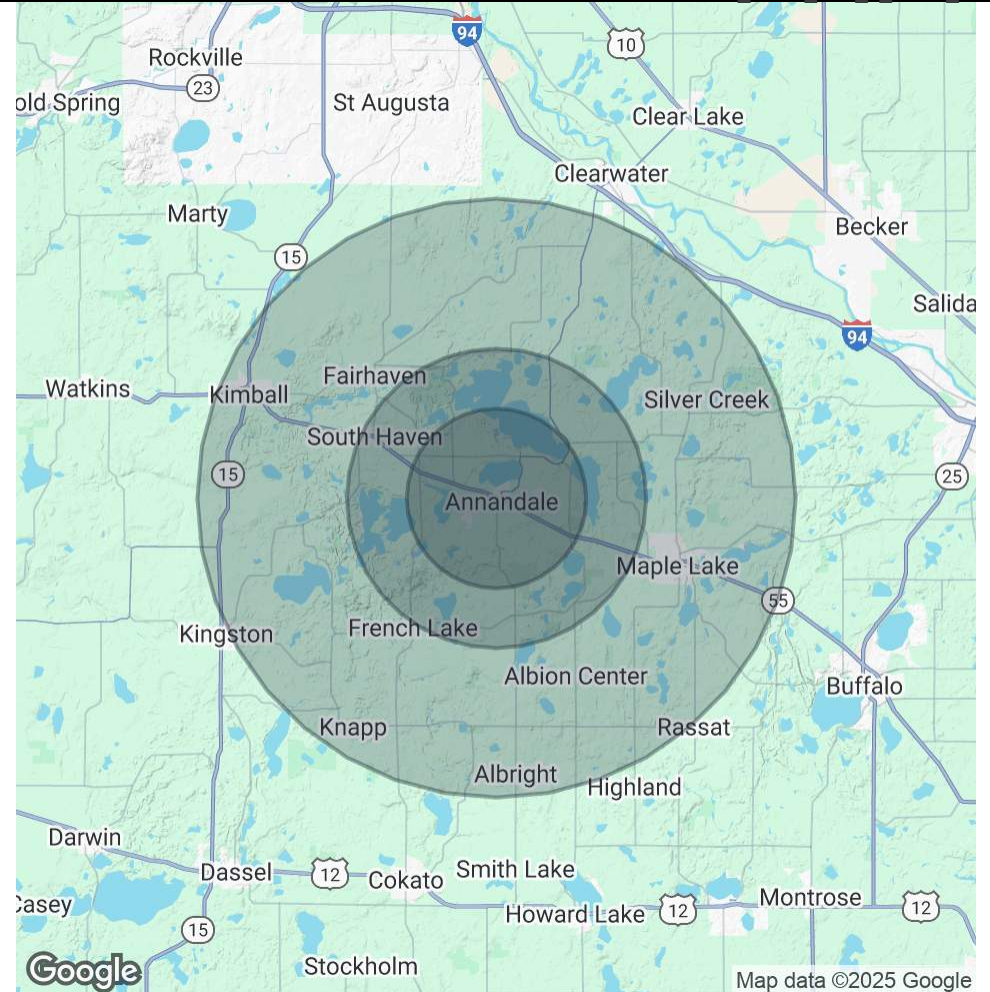 94
10
Rockville
23
old Spring
St Augusta
Clear Lake
Clearwater
Marty
Becker
15
Salida
94
Fairhaven
Watkins
Kimball
Silver Creek
South Haven
15
25
Annandale
Maple Lake
55
French Lake
Kingston
Albion Center
Buffalo
Knapp
Rassat
Albright
Highland
Darwin
Dassel
12
Cokato
Smith Lake
Casey
Howard Lake
12
Montrose
12
15
Stockholm
Google
Map data ©2025 Google